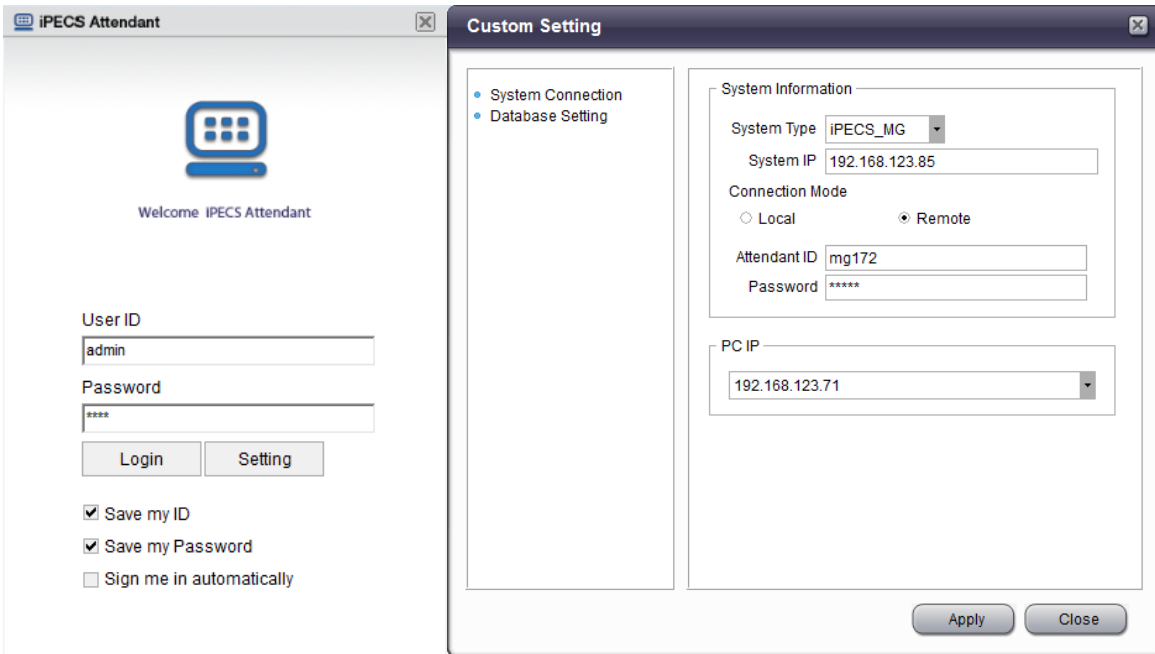 iPECS Attendant
Welcome iPECS Attendant
User ID
admin
Password
****
Login Setting
Save my ID
Save my Password
Sign me in automatically
Custom Setting
System Connection
Database Setting
System Information
System Type iPECS_MG
System IP 192.168.123.85
Connection Mode
Local Remote
Attendant ID mg172
Password *****
PC IP
192.168.123.71
Apply Close